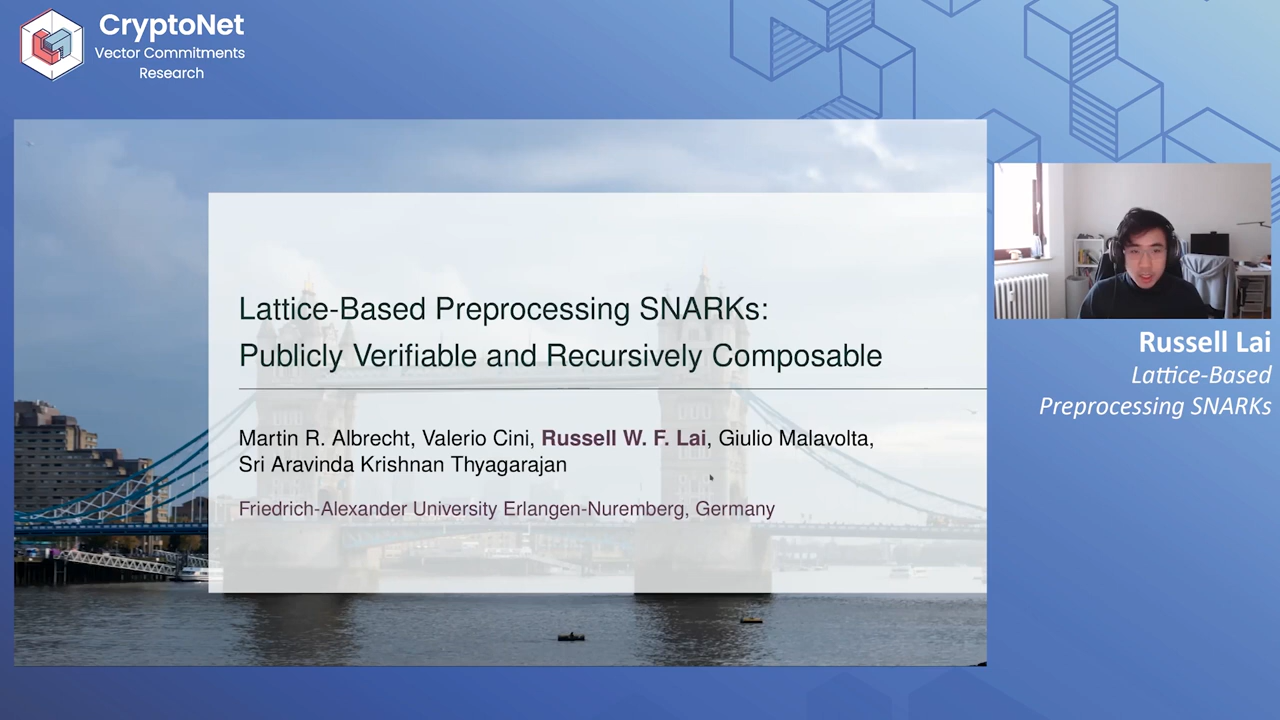 CryptoNet
Vector Commitments
Research
Lattice-Based Preprocessing SNARKs:
Publicly Verifiable and Recursively Composable
Martin R. Albrecht, Valerio Cini, Russell W. F. Lai, Giulio Malavolta,
Sri Aravinda Krishnan Thyagarajan
Friedrich-Alexander University Erlangen-Nuremberg, Germany
Russell Lai
Lattice-Based
Preprocessing SNARKs